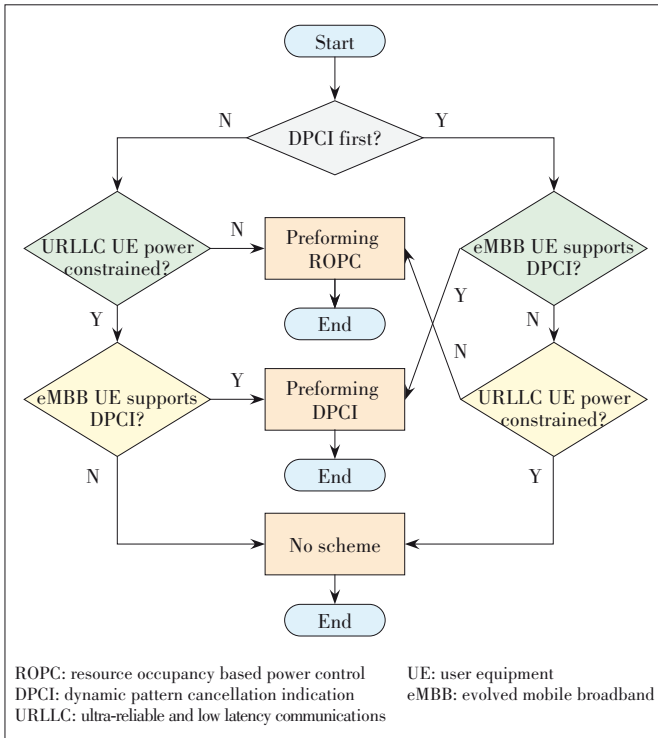 Start
N
Y
DPCI first?
URLLC UE power
constrained?
N
Preforming
ROPC
eMBB UE supports
DPCI?
Y
End
Y
N
N
eMBB UE supports
DPCI?
Y
Preforming
DPCI
URLLC UE power
constrained?
N
End
Y
No scheme
End
ROPC: resource occupancy based power control
DPCI: dynamic pattern cancellation indication
URLLC: ultra-reliable and low latency communications
UE: user equipment
eMBB: evolved mobile broadband